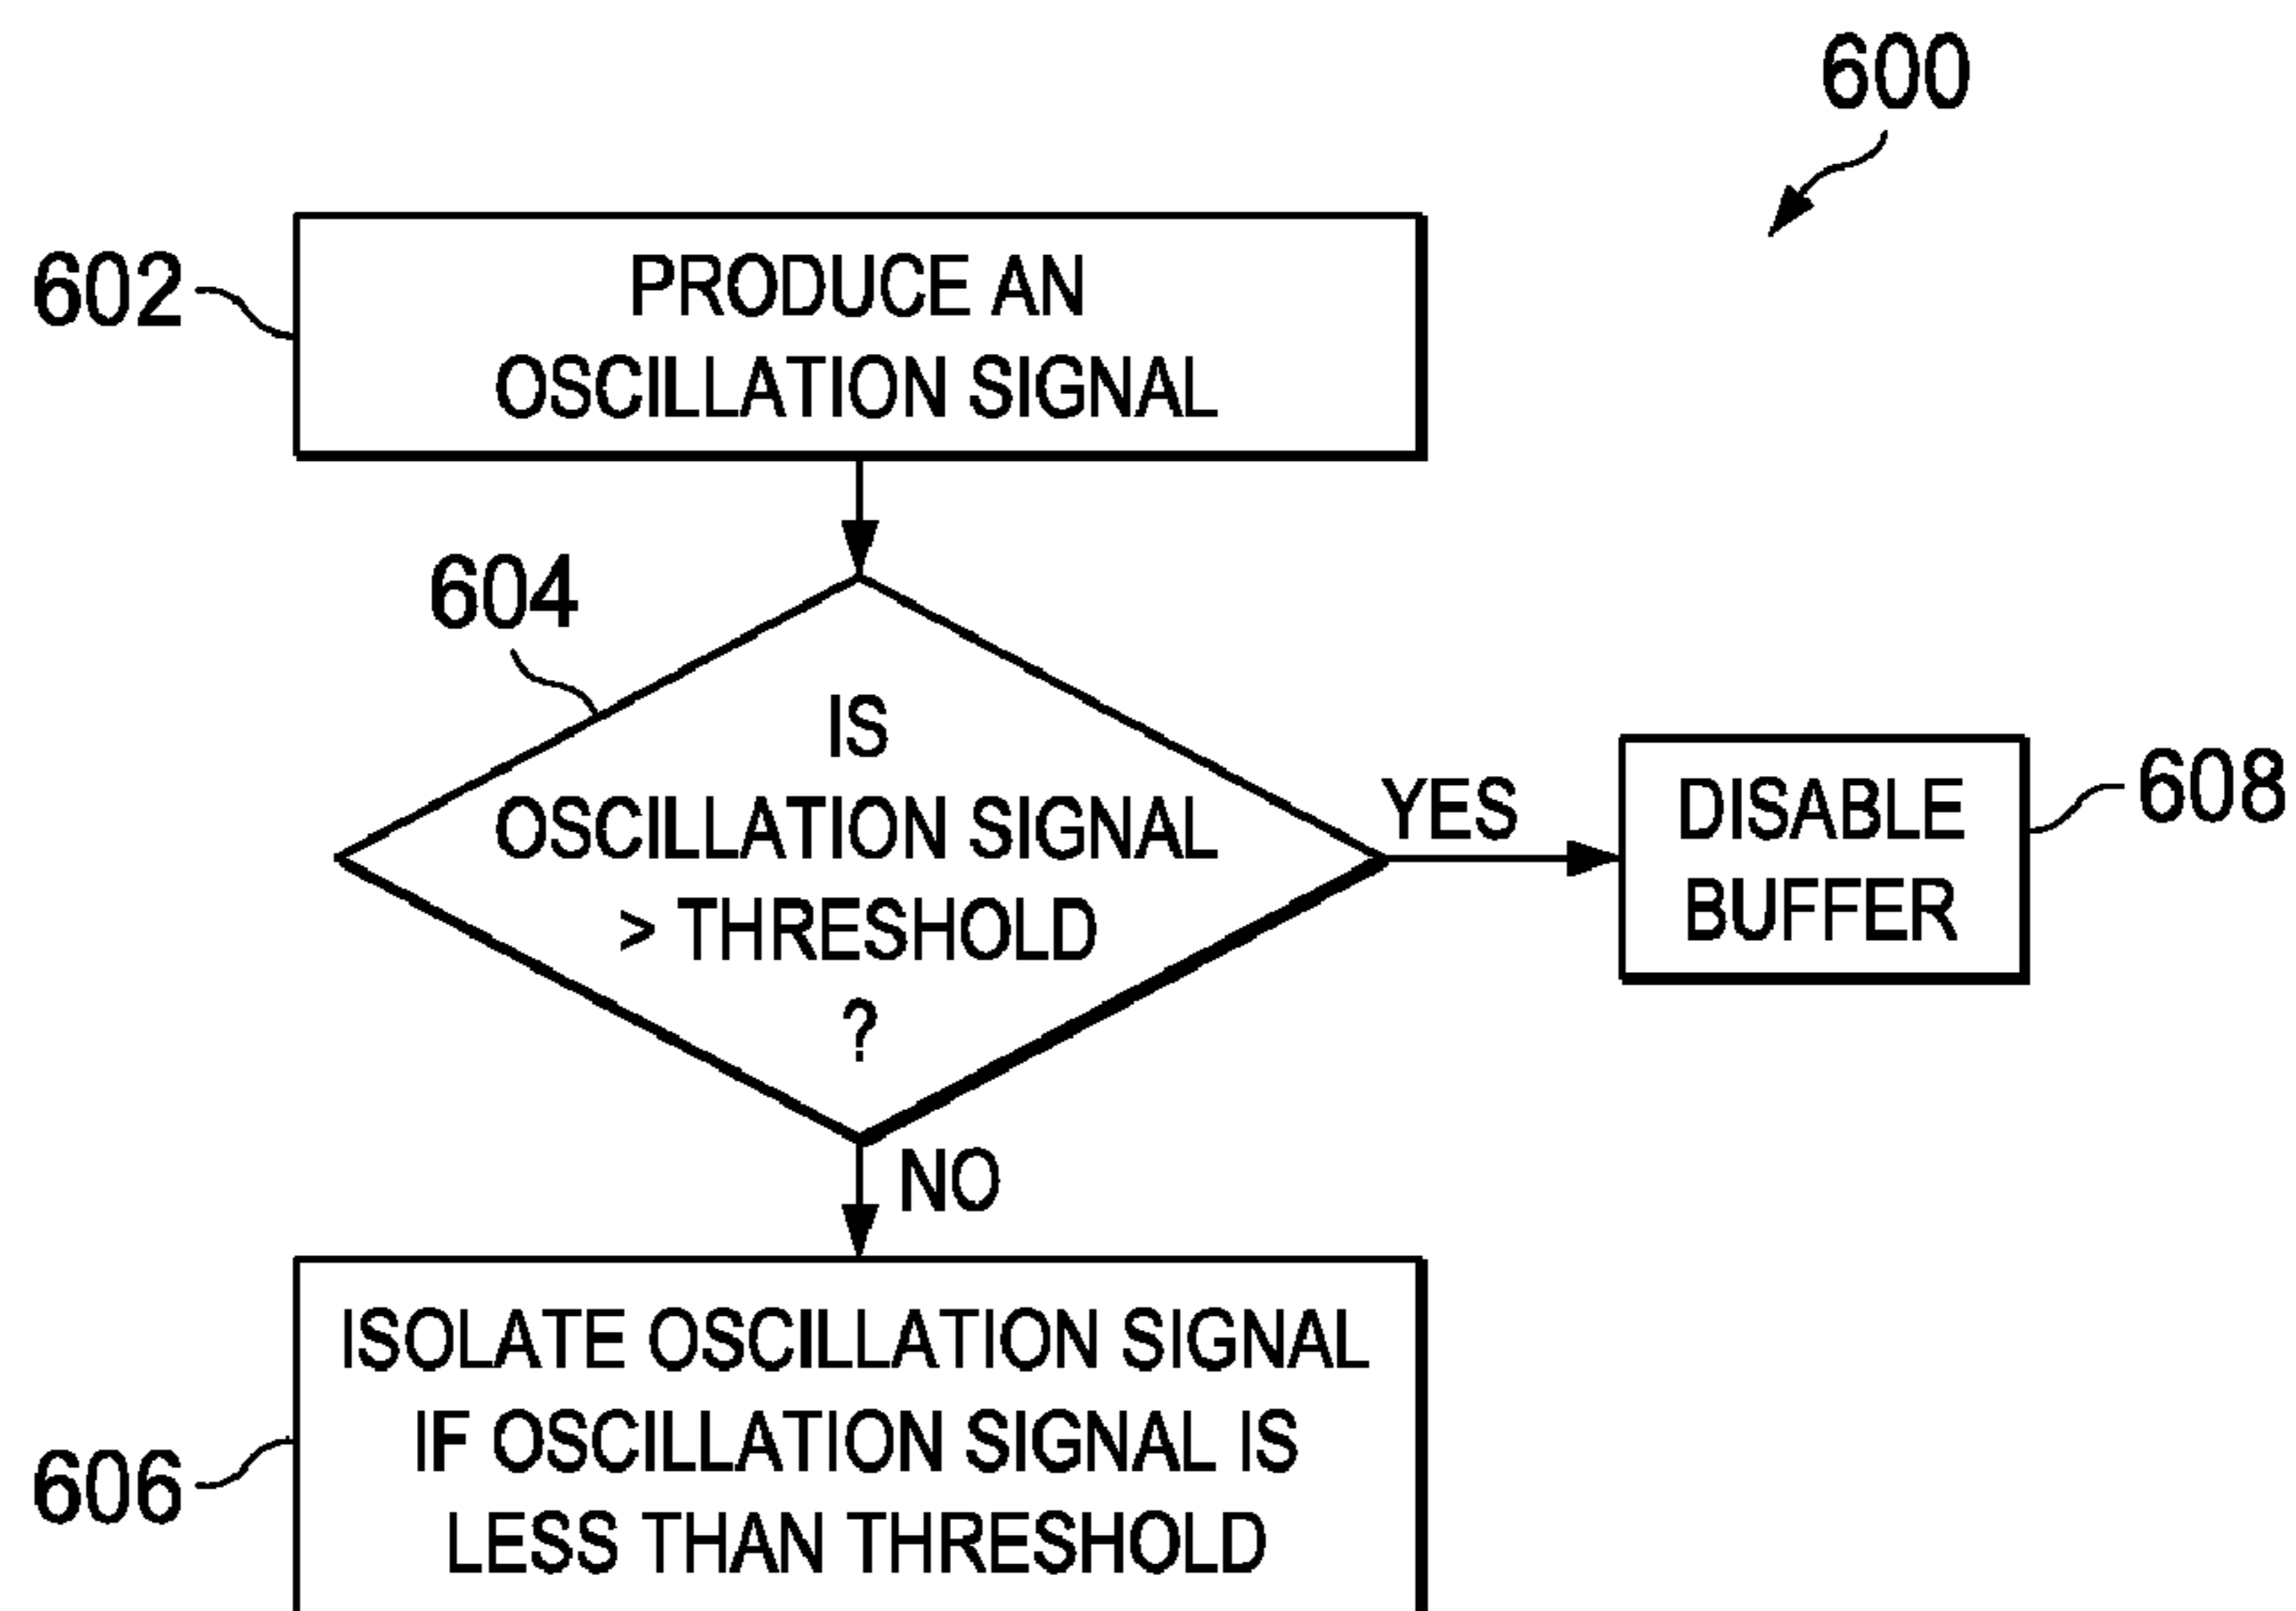 600
602
PRODUCE AN
OSCILLATION SIGNAL
604
IS
OSCILLATION SIGNAL
> THRESHOLD
?
YES
DISABLE
BUFFER
608
NO
606
ISOLATE OSCILLATION SIGNAL
IF OSCILLATION SIGNAL IS
LESS THAN THRESHOLD